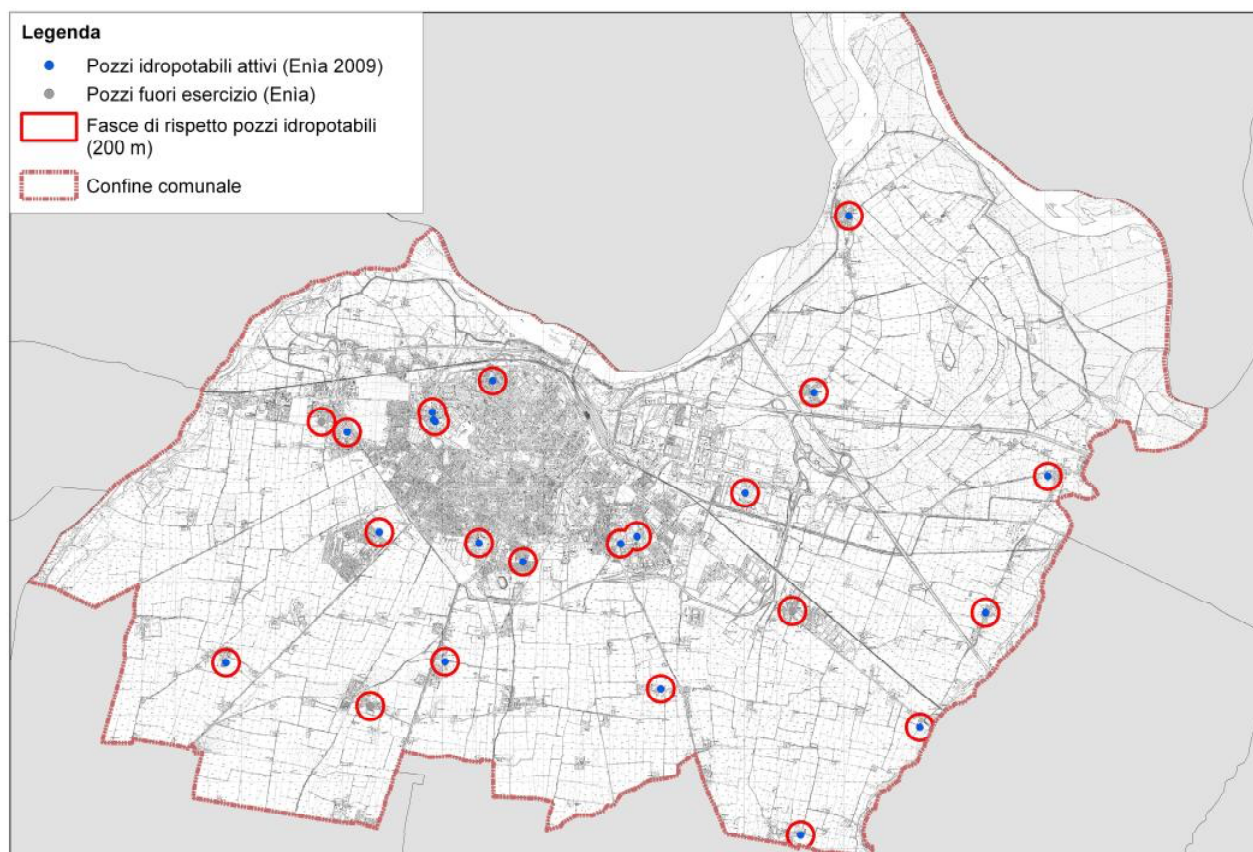 Legenda
Pozzi idropotabili attivi (Enìa 2009)
Pozzi fuori esercizio (Enìa)
Fasce di rispetto pozzi idropotabili
(200 m)
Confine comunale